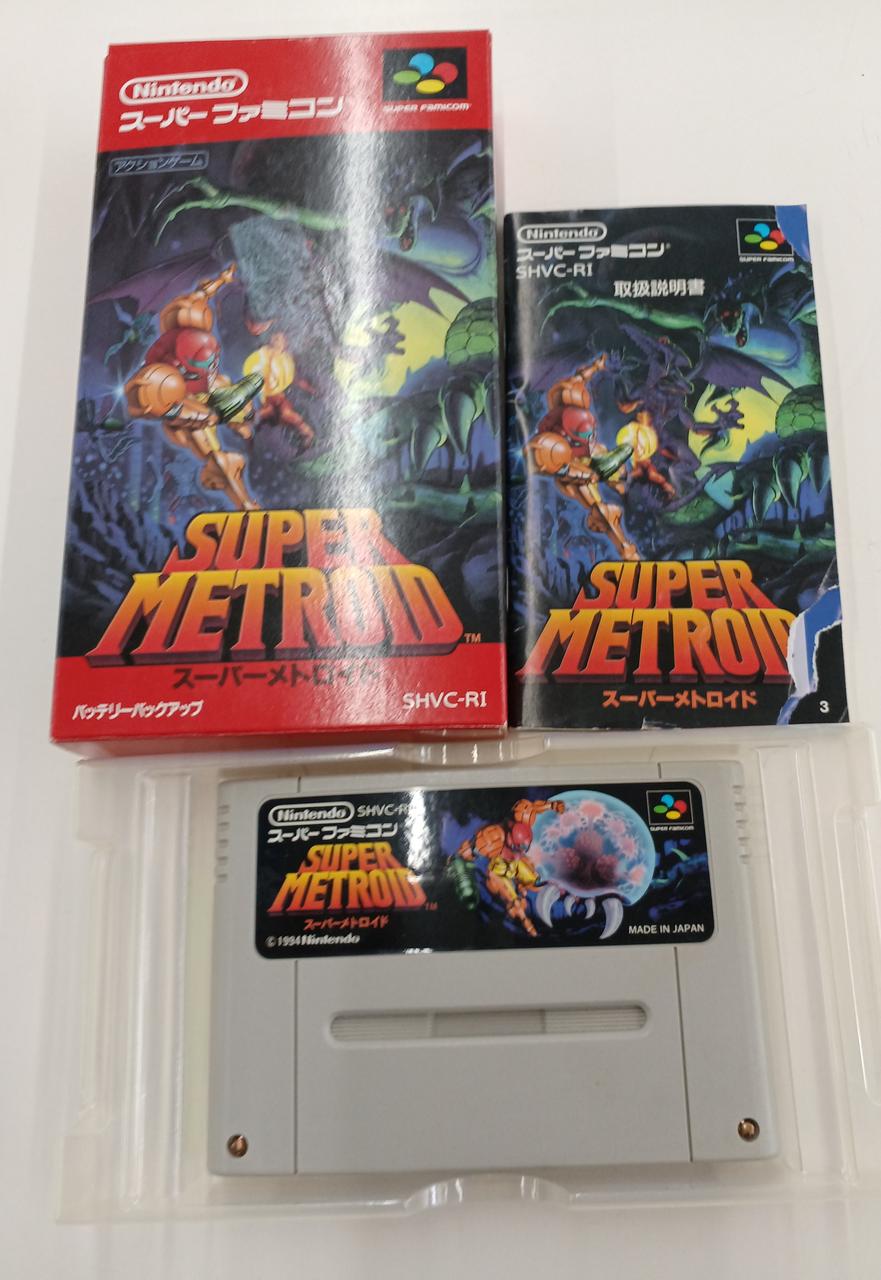 Nintendo
スーパーファミコン
SUPER FAMICOM
アクションゲーム
SUPER
METROID
TM
スーパーメトロイド
バッテリーバックアップ
SHVC-RI
Nintendo
スーパーファミコン
SHVC-RI
SUPER FAMICOM
取扱説明書
SUPER
METROID
スーパーメトロイド
3
Nintendo SHVC-RI
スーパーファミコン
SUPER FAMICOM
SUPER
METROID
TM
スーパーメトロイド
©1994 Nintendo
MADE IN JAPAN